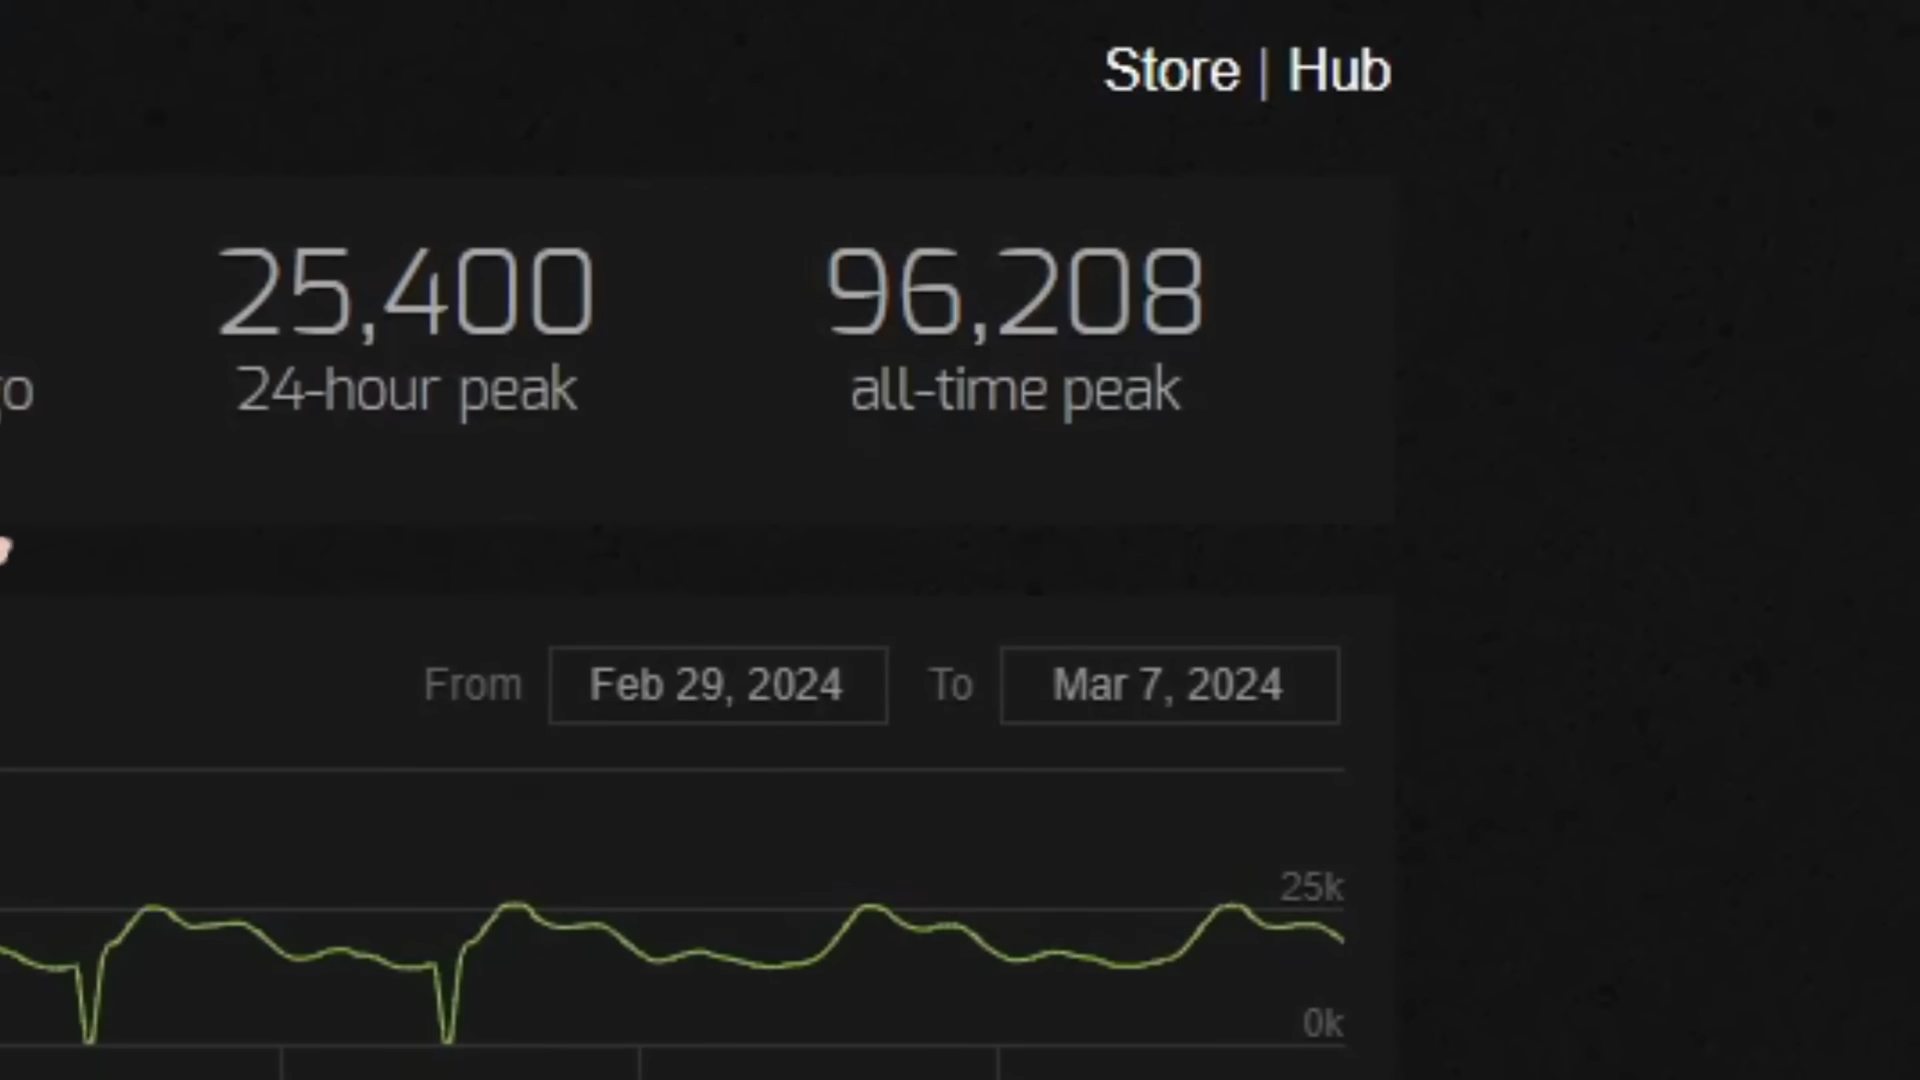 Store | Hub
25,400
96,208
24-hour peak
all-time peak
From Feb 29, 2024 To Mar 7, 2024
25k
0k